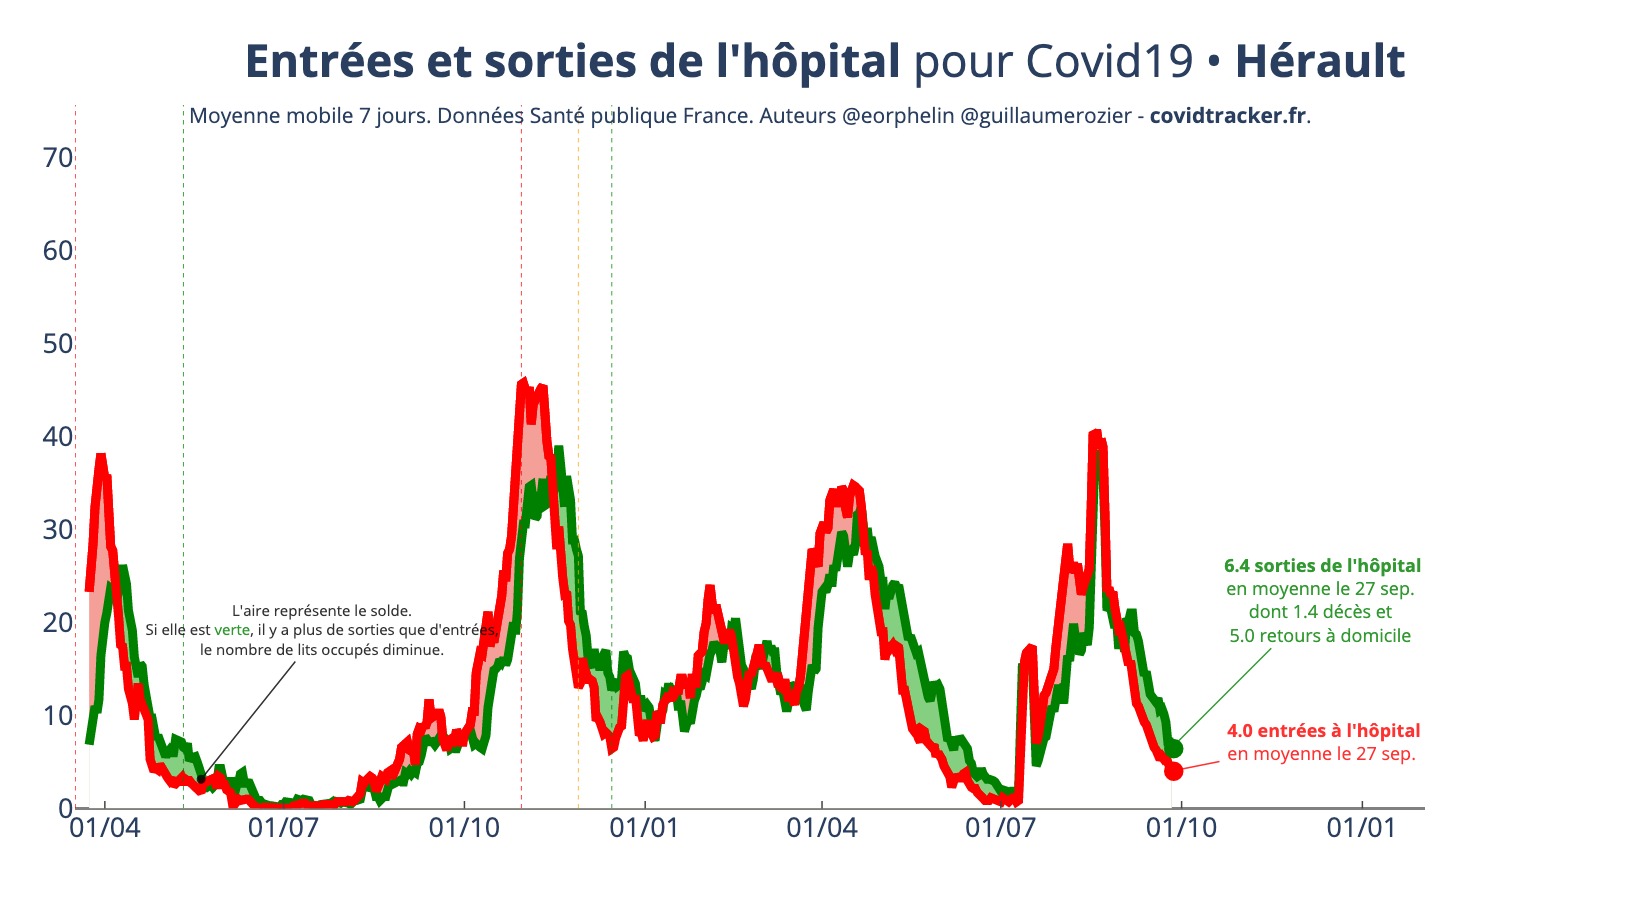 Entrées et sorties de l'hôpital pour Covid19 • Hérault
Moyenne mobile 7 jours. Données Santé publique France. Auteurs @eorphelin @guillaumerozier - covidtracker.fr.
70
60
50
40
30
20
10
0
L'aire représente le solde.
Si elle est verte, il y a plus de sorties que d'entrées,
le nombre de lits occupés diminue.
6.4 sorties de l'hôpital
en moyenne le 27 sep.
dont 1.4 décès et
5.0 retours à domicile
4.0 entrées à l'hôpital
en moyenne le 27 sep.
01/04 01/07 01/10 01/01 01/04 01/07 01/10 01/01